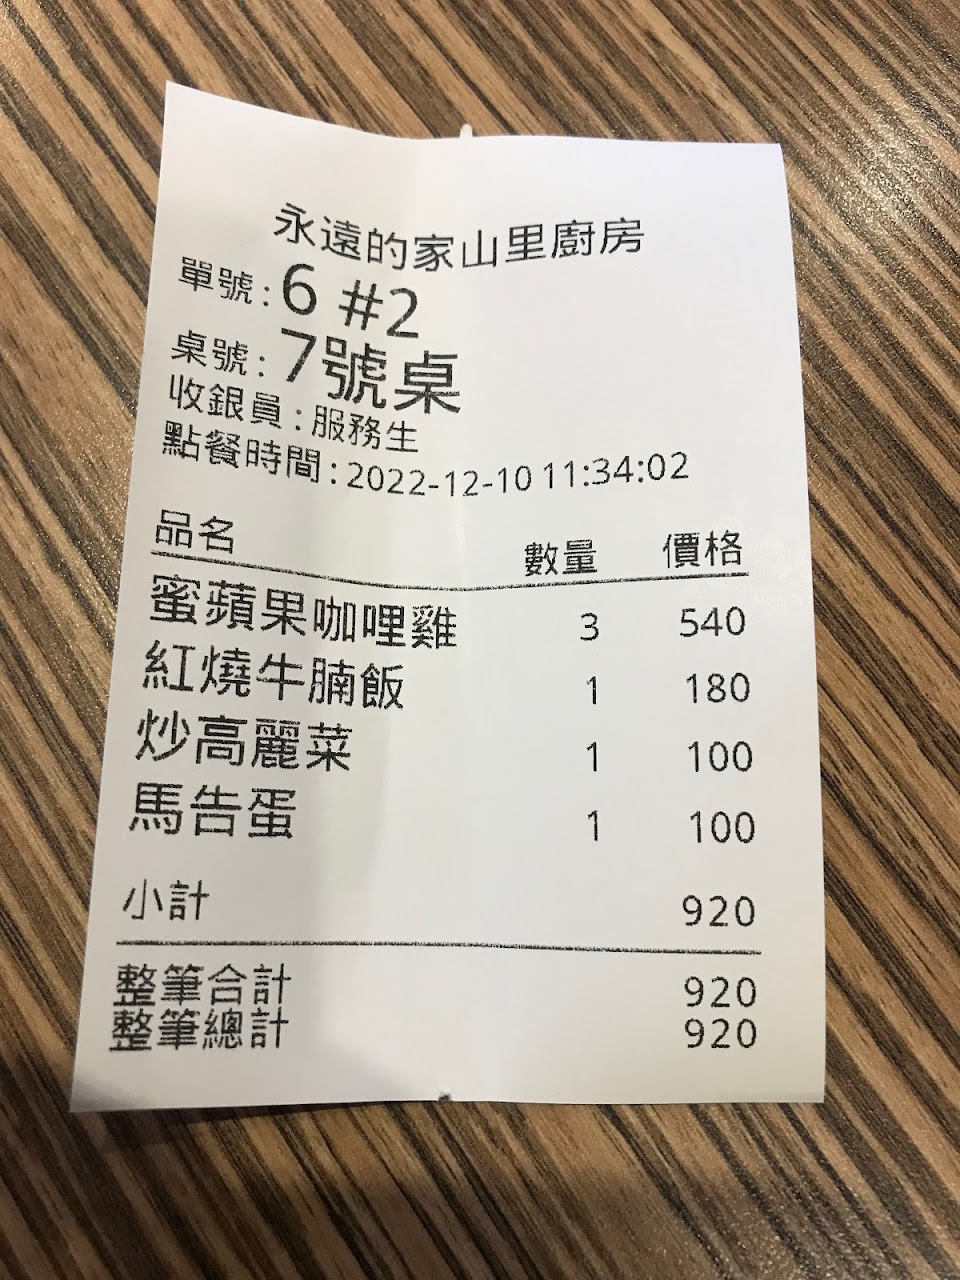 永遠的家山里廚房
單號:6 #2
桌號:7號桌
收銀員:服務生
點餐時間:2022-12-10 11:34:02
品名 數量 價格
蜜蘋果咖哩雞 3 540
紅燒牛腩飯 1 180
炒高麗菜 1 100
馬告蛋 1 100
小計 920
整筆合計 920
整筆總計 920